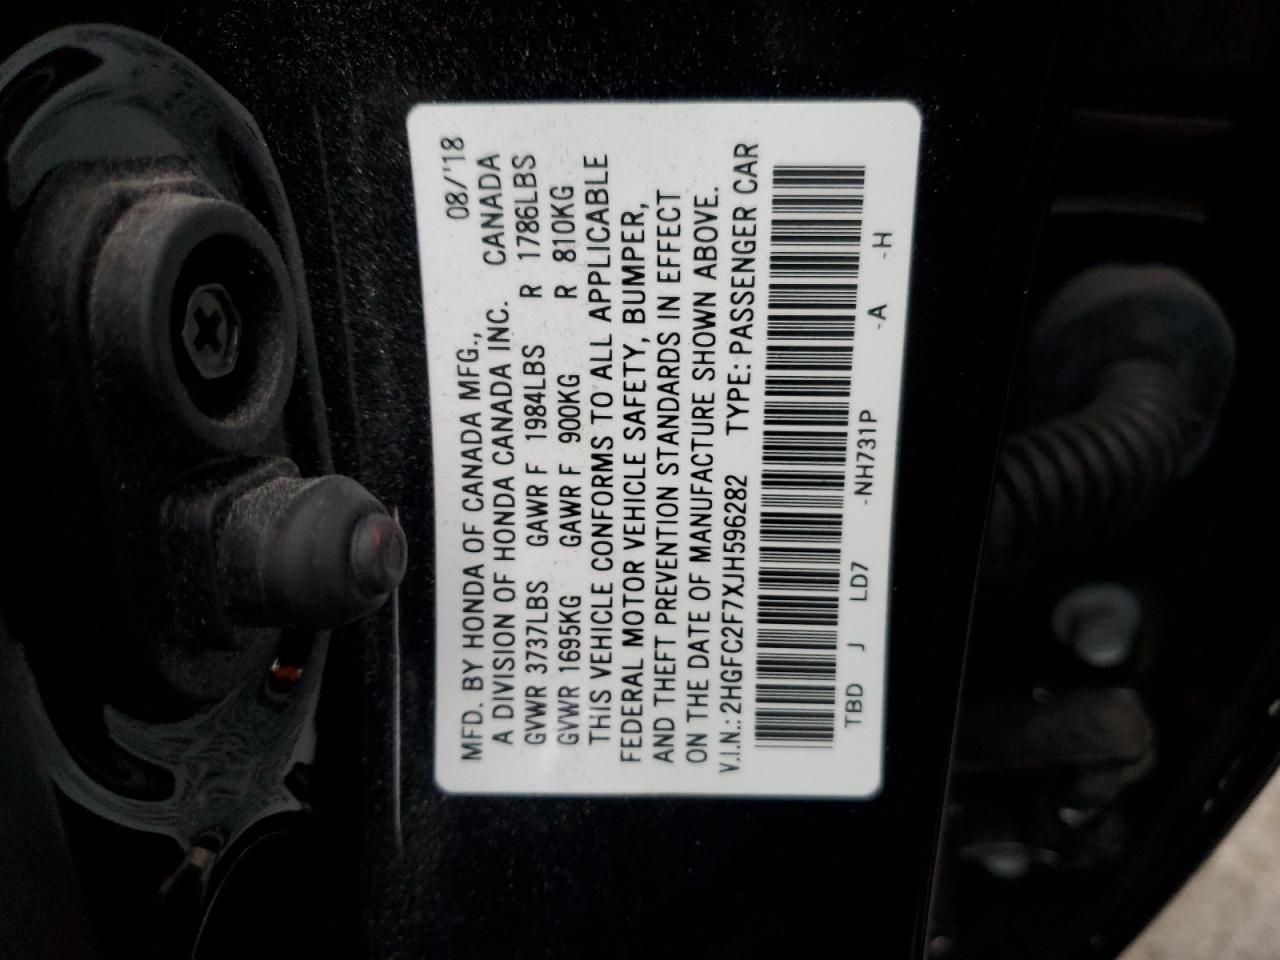 MFD. BY HONDA OF CANADA MFG., 08/'18
A DIVISION OF HONDA CANADA INC. CANADA
GVWR 3737LBS GAWR F 1984LBS R 1786LBS
GVWR 1695KG GAWR F 900KG R 810KG
THIS VEHICLE CONFORMS TO ALL APPLICABLE
FEDERAL MOTOR VEHICLE SAFETY, BUMPER,
AND THEFT PREVENTION STANDARDS IN EFFECT
ON THE DATE OF MANUFACTURE SHOWN ABOVE.
V.I.N.: 2HGFC2F7XJH596282 TYPE: PASSENGER CAR
TBD J LD7 -NH731P -A -H